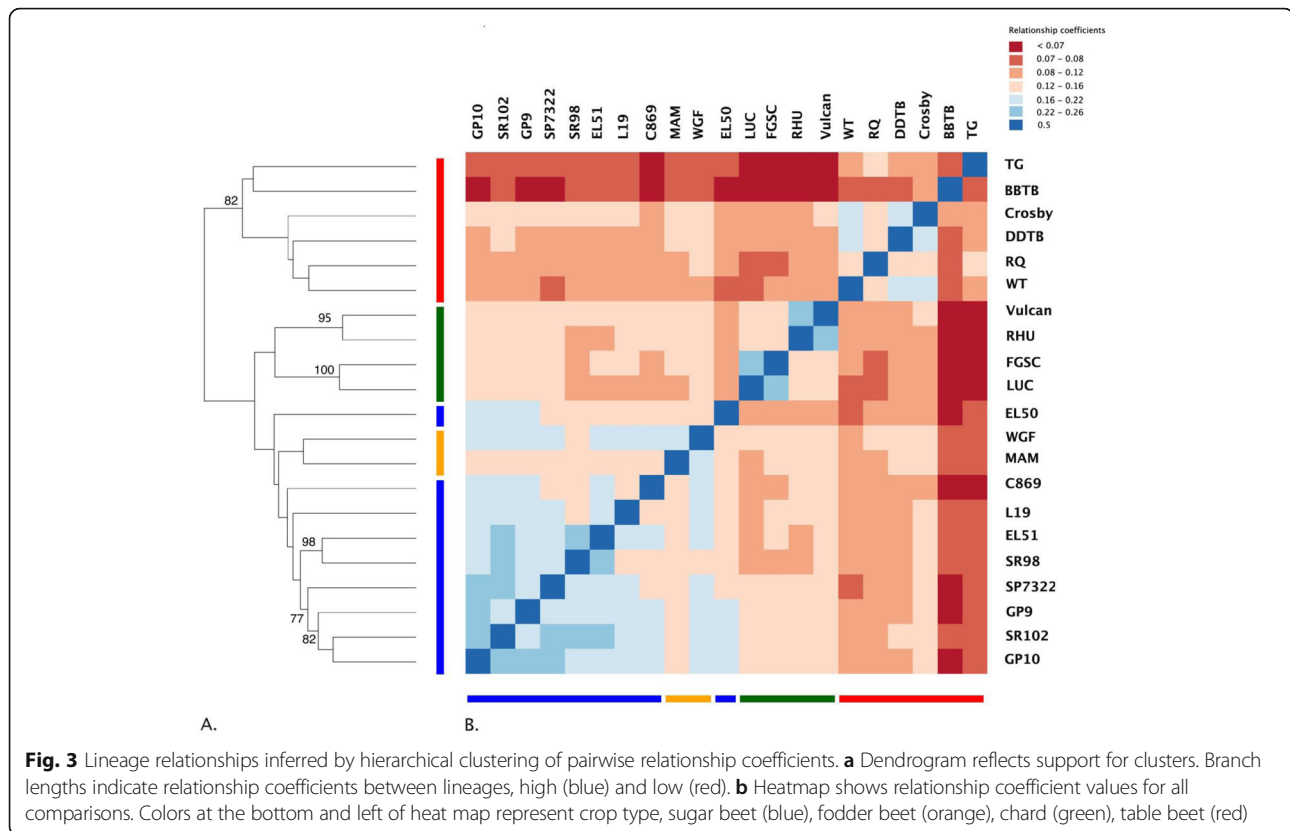 Relationship coefficients
< 0.07
0.07 – 0.08
0.08 – 0.12
0.12 – 0.16
0.16 – 0.22
0.22 – 0.26
0.5
GP10
SR102
GP9
SP7322
SR98
EL51
L19
C869
MAM
WGF
EL50
LUC
FGSC
RHU
Vulcan
WT
RQ
DDTB
Crosby
BBTB
TG
TG
BBTB
Crosby
DDTB
RQ
WT
Vulcan
RHU
FGSC
LUC
EL50
WGF
MAM
C869
L19
EL51
SR98
SP7322
GP9
SR102
GP10
82
95
100
98
77
82
A.
B.
Fig. 3 Lineage relationships inferred by hierarchical clustering of pairwise relationship coefficients. a Dendrogram reflects support for clusters. Branch
lengths indicate relationship coefficients between lineages, high (blue) and low (red). b Heatmap shows relationship coefficient values for all
comparisons. Colors at the bottom and left of heat map represent crop type, sugar beet (blue), fodder beet (orange), chard (green), table beet (red)